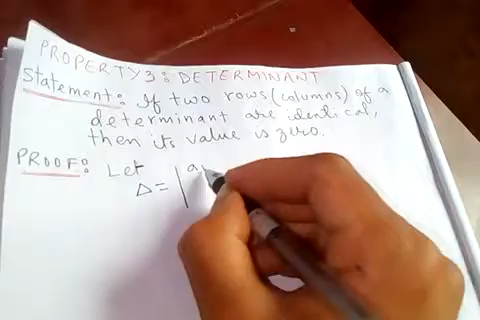 PROPERTY 3: DETERMINANT
Statement: If two rows (columns) of a
determinant are identical,
then its value is zero.
PROOF: Let
Δ = | a